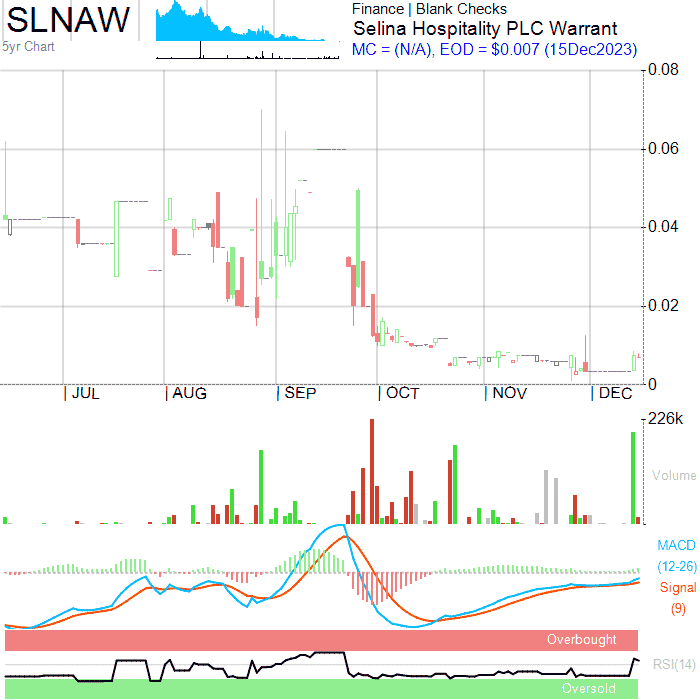 SLNAW
5yr Chart
Finance | Blank Checks
Selina Hospitality PLC Warrant
MC = (N/A), EOD = $0.007 (15Dec2023)
0.08
0.06
0.04
0.02
0
JUL AUG SEP OCT NOV DEC
226k
Volume
MACD
(12-26)
Signal
(9)
Overbought
RSI(14)
Oversold